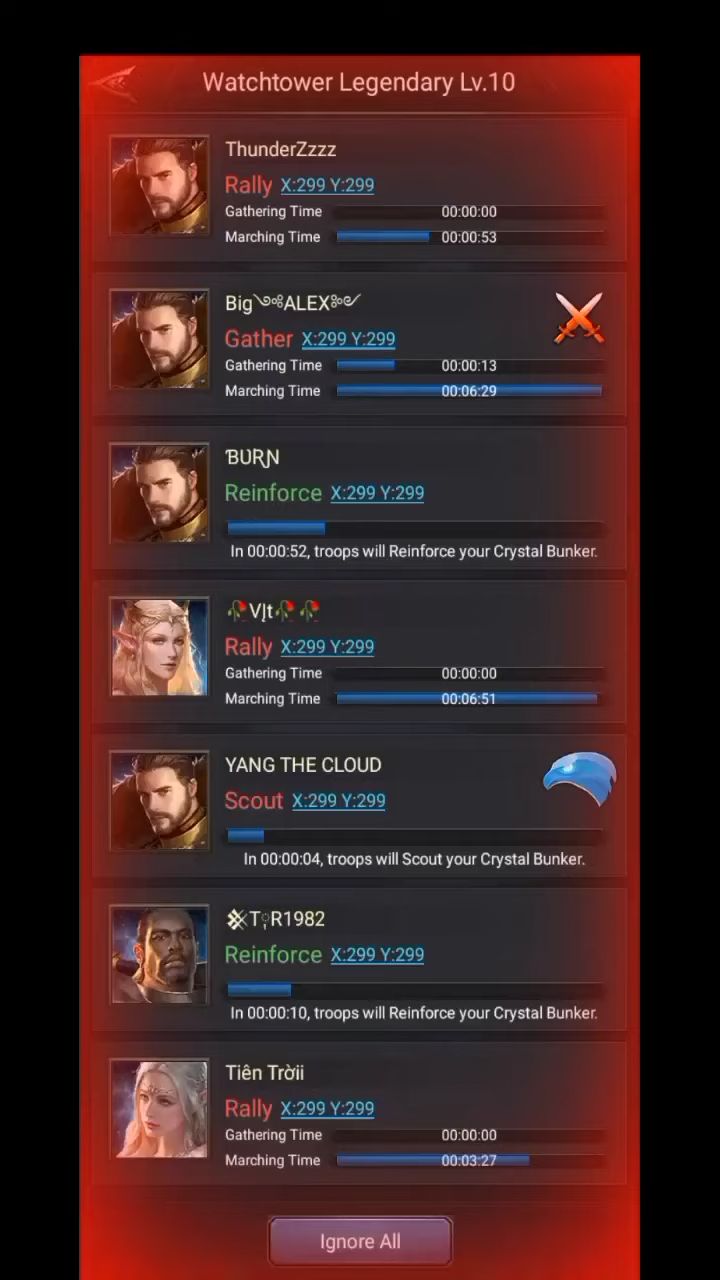 Watchtower Legendary Lv.10
ThunderZzzz
Rally X:299 Y:299
Gathering Time 00:00:00
Marching Time 00:00:53
Big༄༂ALEX༂࿐
Gather X:299 Y:299
Gathering Time 00:00:13
Marching Time 00:06:29
ƁURƝ
Reinforce X:299 Y:299
In 00:00:52, troops will Reinforce your Crystal Bunker.
🥀V͎ịt🥀🥀
Rally X:299 Y:299
Gathering Time 00:00:00
Marching Time 00:06:51
YANG THE CLOUD
Scout X:299 Y:299
In 00:00:04, troops will Scout your Crystal Bunker.
T༘R1982
Reinforce X:299 Y:299
In 00:00:10, troops will Reinforce your Crystal Bunker.
Tiên Trờii
Rally X:299 Y:299
Gathering Time 00:00:00
Marching Time 00:03:27
Ignore All